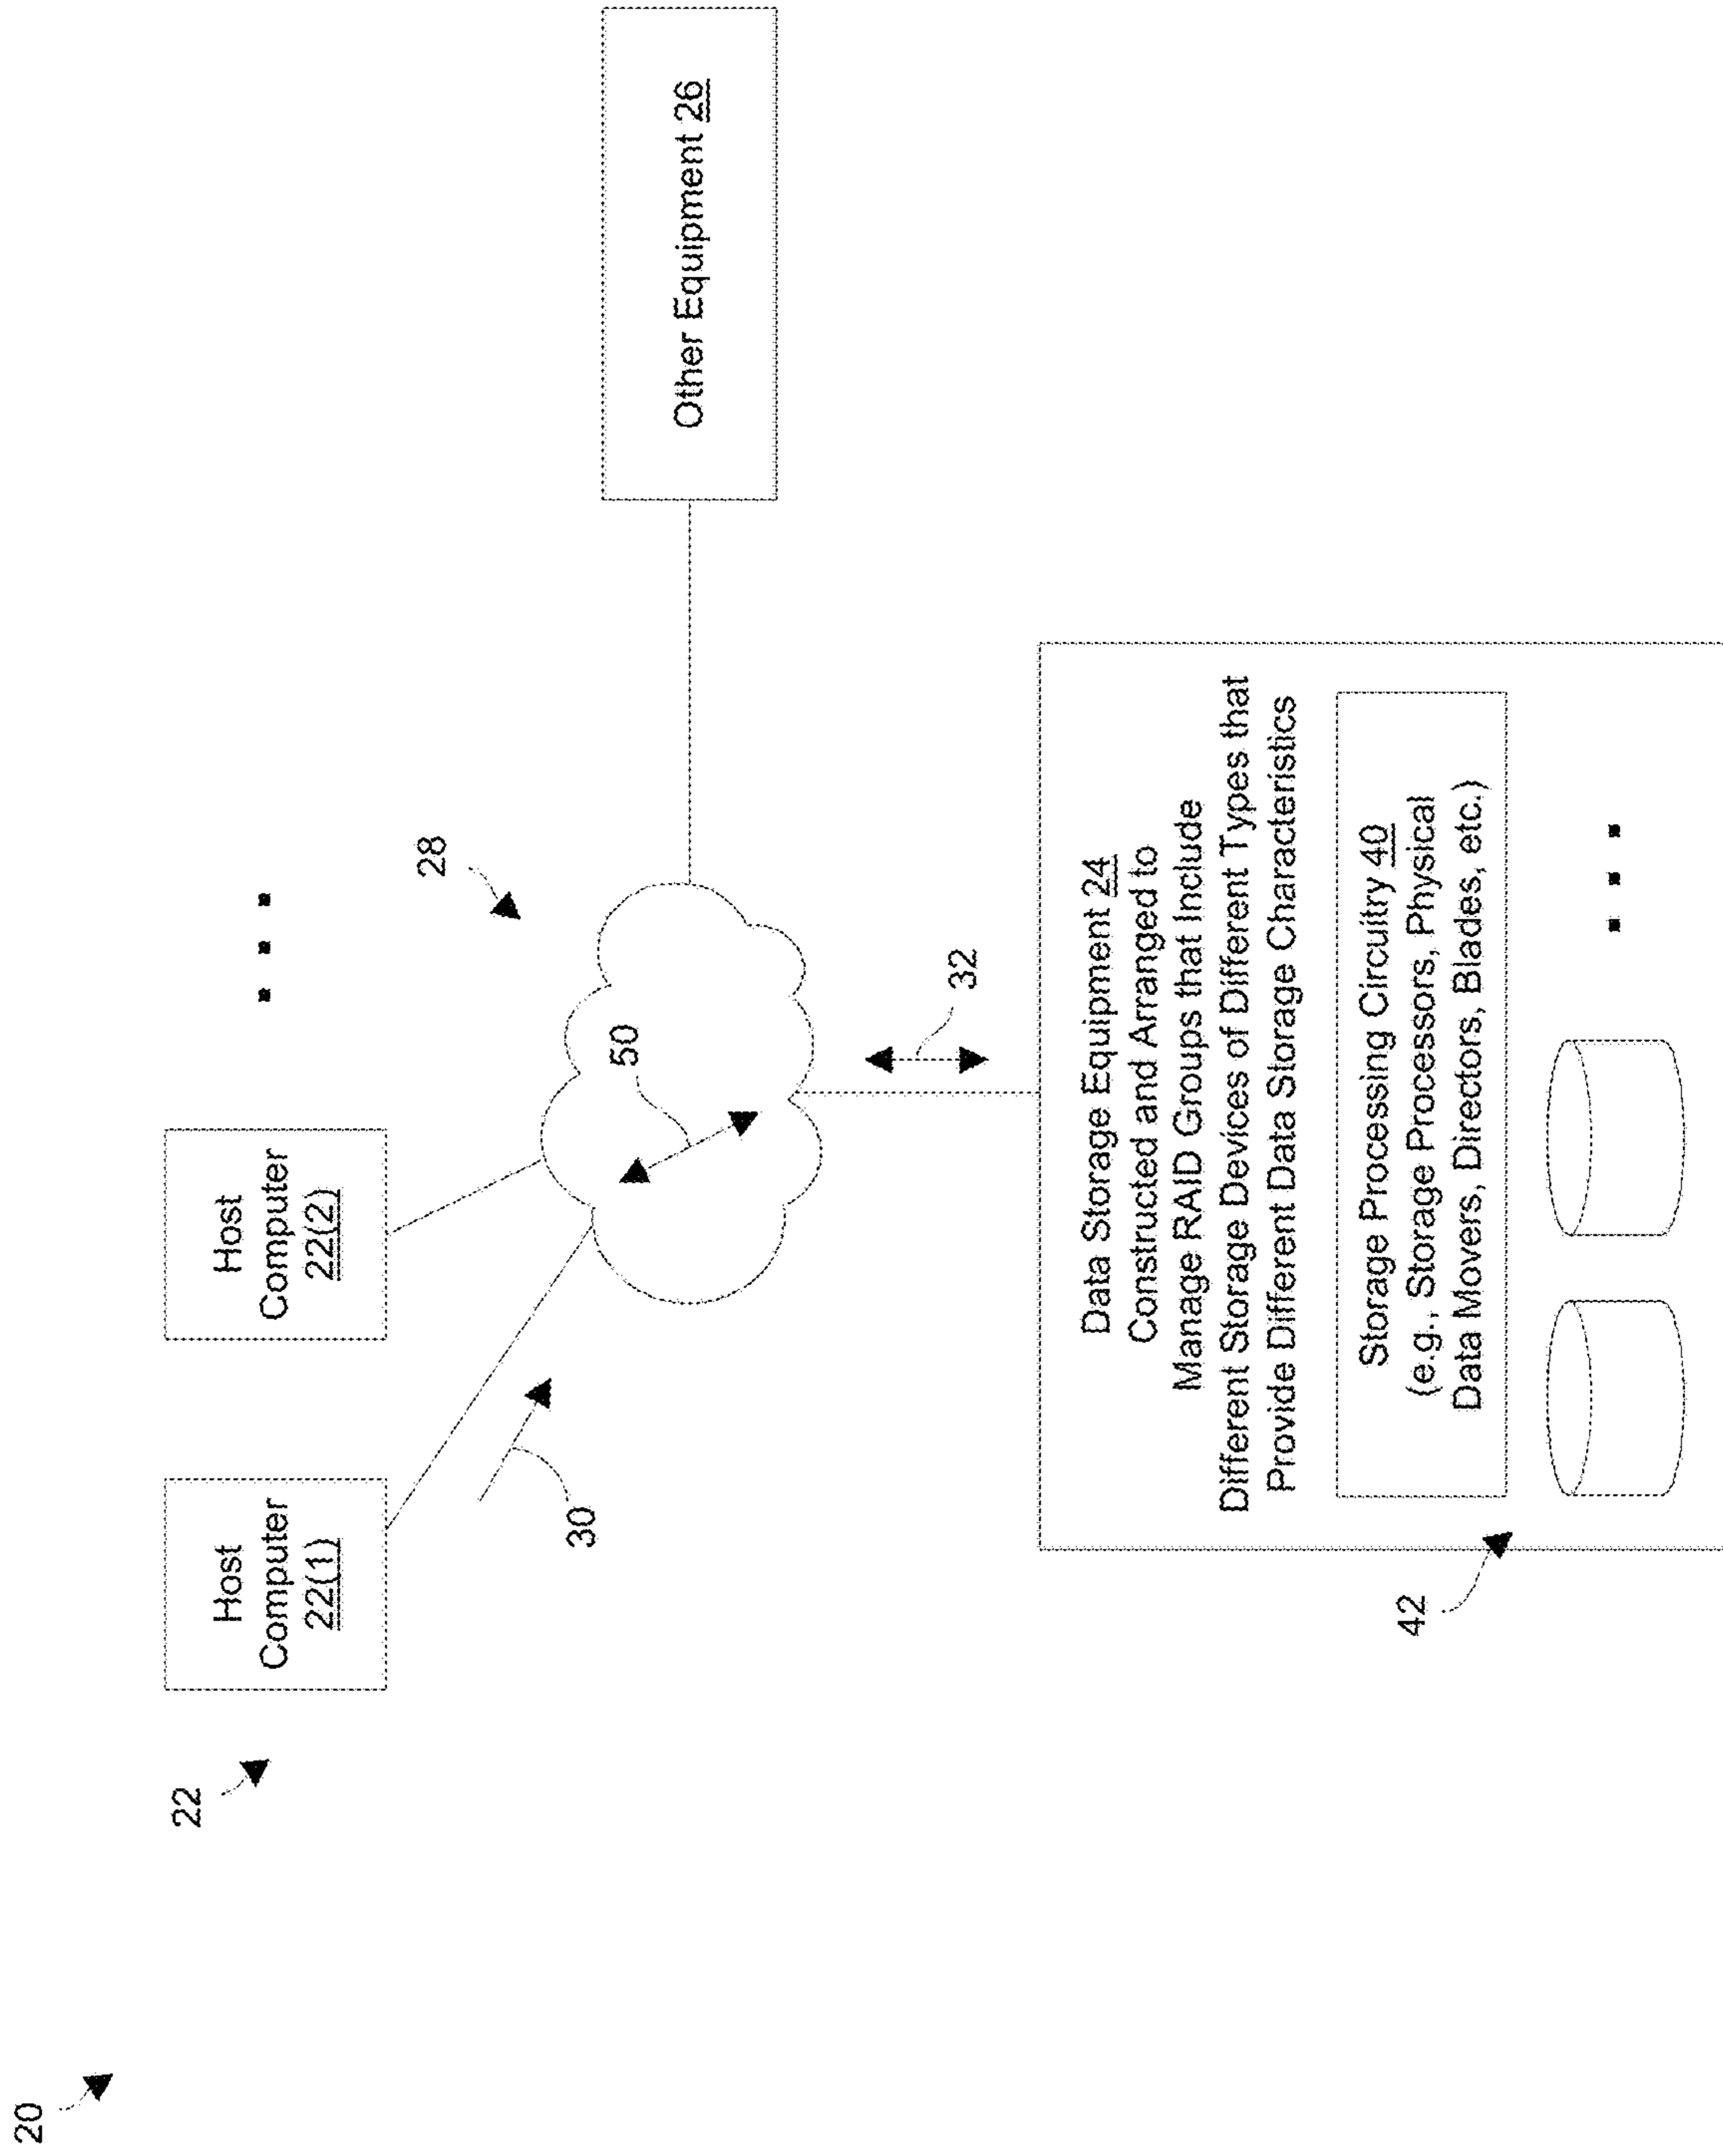 20
22
Host
Computer
22(1)
Host
Computer
22(2)
28
30
50
Other Equipment 26
32
Data Storage Equipment 24
Constructed and Arranged to
Manage RAID Groups that Include
Different Storage Devices of Different Types that
Provide Different Data Storage Characteristics
Storage Processing Circuitry 40
(e.g., Storage Processors, Physical
Data Movers, Directors, Blades, etc.)
42